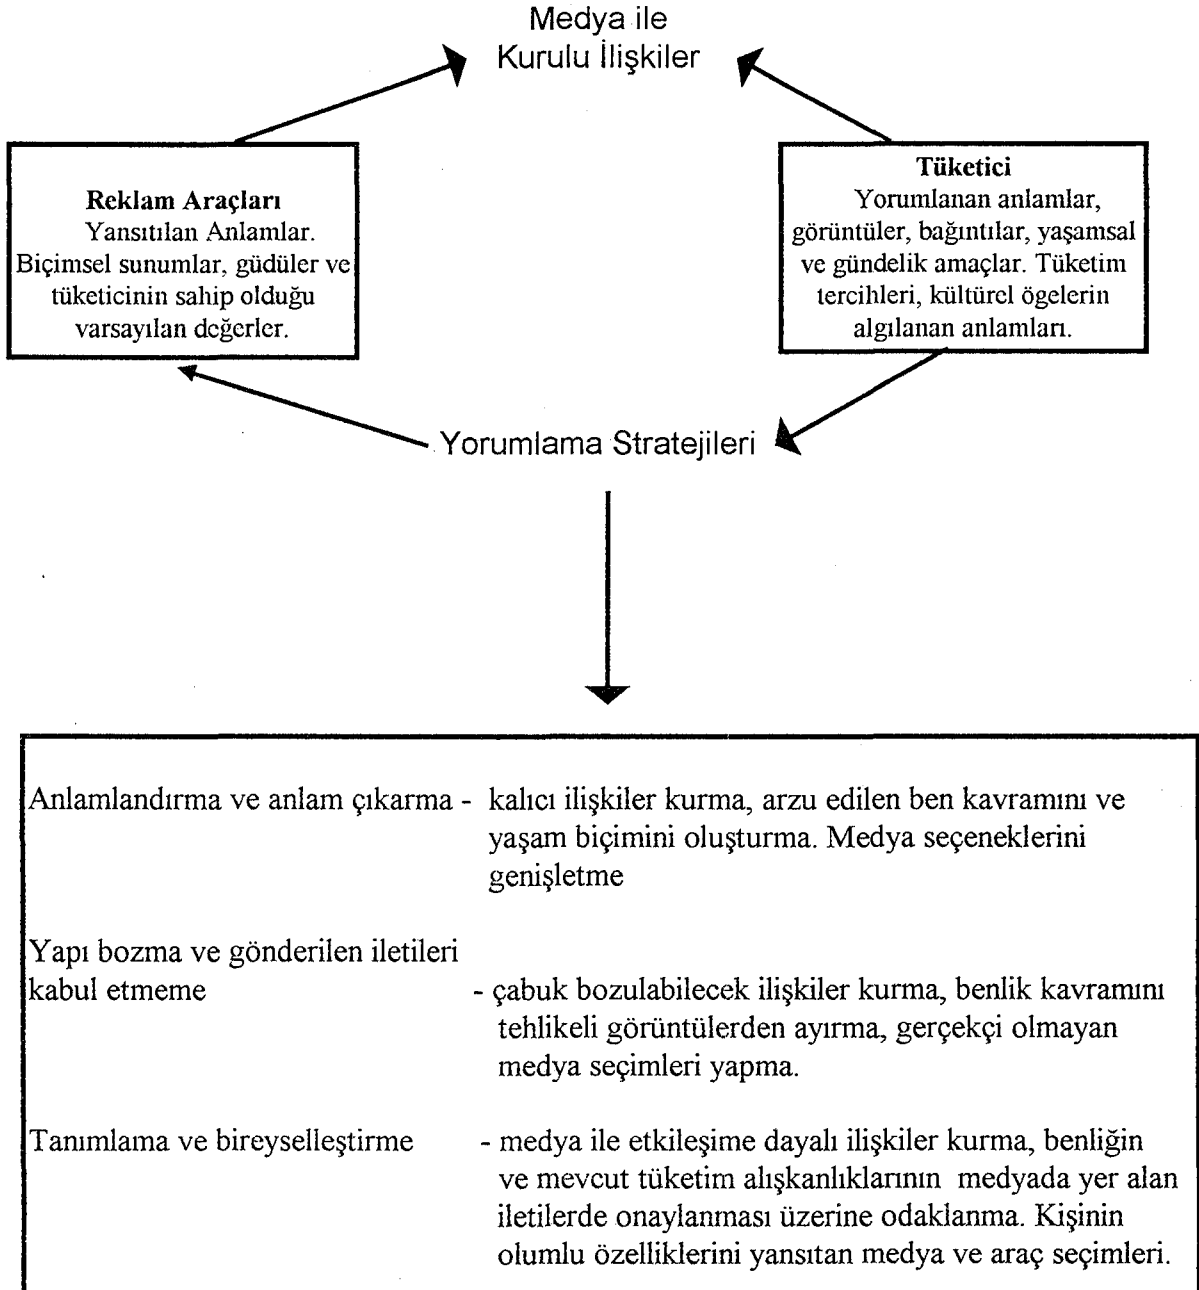 Medya ile
Kurulu İlişkiler
Reklam Araçları
Yansıtılan Anlamlar.
Biçimsel sunumlar, güdüler ve
tüketicinin sahip olduğu
varsayılan değerler.
Tüketici
Yorumlanan anlamlar,
görüntüler, bağıntılar, yaşamsal
ve gündelik amaçlar. Tüketim
tercihleri, kültürel ögelerin
algılanan anlamları.
Yorumlama Stratejileri
Anlamlandırma ve anlam çıkarma - kalıcı ilişkiler kurma, arzu edilen ben kavramını ve
yaşam biçimini oluşturma. Medya seçeneklerini
genişletme
Yapı bozma ve gönderilen iletileri
kabul etmeme - çabuk bozulabilecek ilişkiler kurma, benlik kavramını
tehlikeli görüntülerden ayırma, gerçekçi olmayan
medya seçimleri yapma.
Tanımlama ve bireyselleştirme - medya ile etkileşime dayalı ilişkiler kurma, benliğin
ve mevcut tüketim alışkanlıklarının medyada yer alan
iletilerde onaylanması üzerine odaklanma. Kişinin
olumlu özelliklerini yansıtan medya ve araç seçimleri.